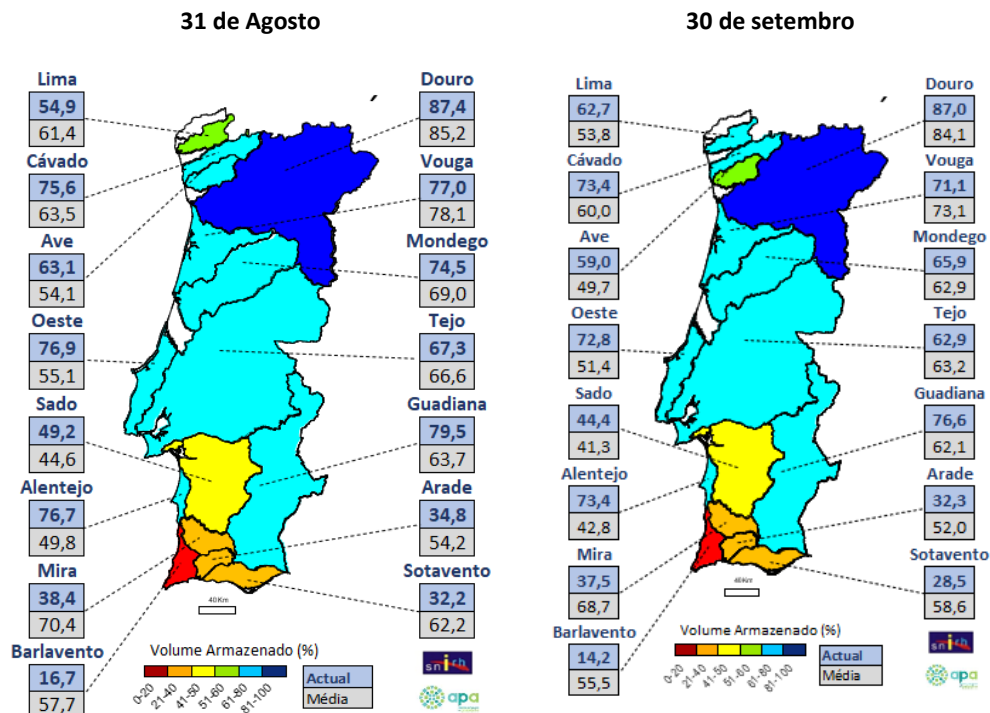 31 de Agosto
Lima
54,9
61,4
Cávado
75,6
63,5
Ave
63,1
54,1
Oeste
76,9
55,1
Sado
49,2
44,6
Alentejo
76,7
49,8
Mira
38,4
70,4
Barlavento
16,7
57,7
Douro
87,4
85,2
Vouga
77,0
78,1
Mondego
74,5
69,0
Tejo
67,3
66,6
Guadiana
79,5
63,7
Arade
34,8
54,2
Sotavento
32,2
62,2
40Km
Volume Armazenado (%)
0-20
21-40
41-50
51-60
61-80
81-100
Actual
Média
snirh
apa
30 de setembro
Lima
62,7
53,8
Cávado
73,4
60,0
Ave
59,0
49,7
Oeste
72,8
51,4
Sado
44,4
41,3
Alentejo
73,4
42,8
Mira
37,5
68,7
Barlavento
14,2
55,5
Douro
87,0
84,1
Vouga
71,1
73,1
Mondego
65,9
62,9
Tejo
62,9
63,2
Guadiana
76,6
62,1
Arade
32,3
52,0
Sotavento
28,5
58,6
40Km
Volume Armazenado (%)
0-20
21-40
41-50
51-60
61-80
81-100
Actual
Média
snirh
apa